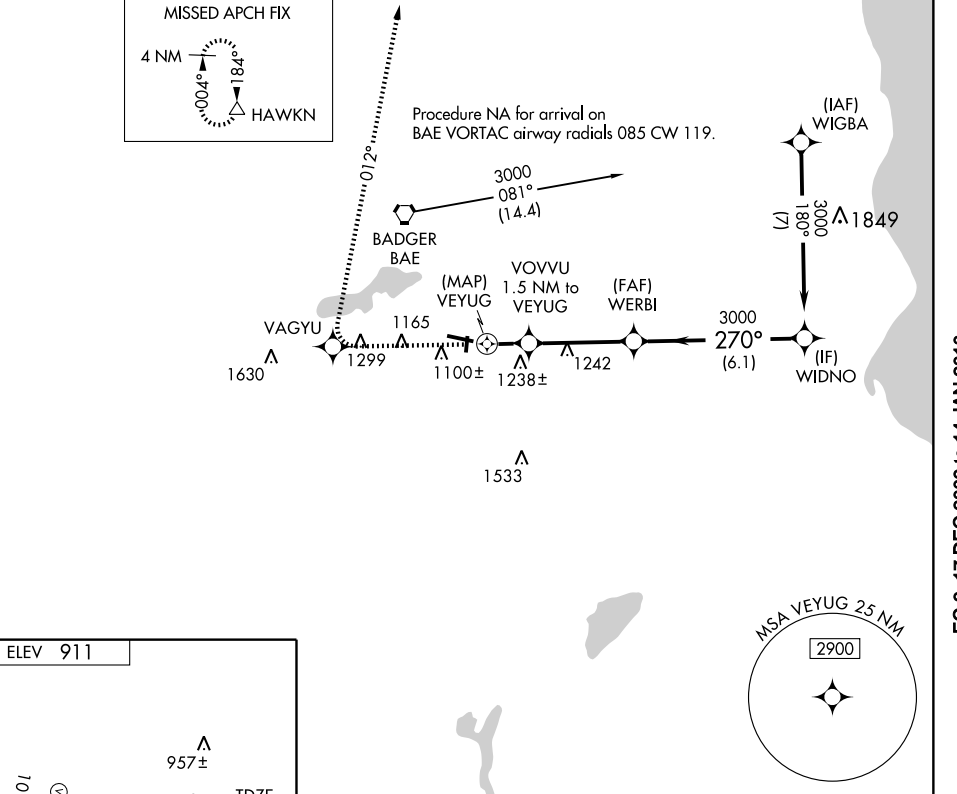 MISSED APCH FIX
4 NM
004°
184°
HAWKN
012°
Procedure NA for arrival on
BAE VORTAC airway radials 085 CW 119.
3000
081°
(14.4)
BADGER
BAE
(IAF)
WIGBA
3000
180°
(7)
1849
VOVVU
1.5 NM to
VEYUG
(MAP)
VEYUG
(FAF)
WERBI
VAGYU
1165
1299
1630
1100±
1238±
1242
3000
270°
(6.1)
(IF)
WIDNO
1533
MSA VEYUG 25 NM
2900
ELEV 911
957±